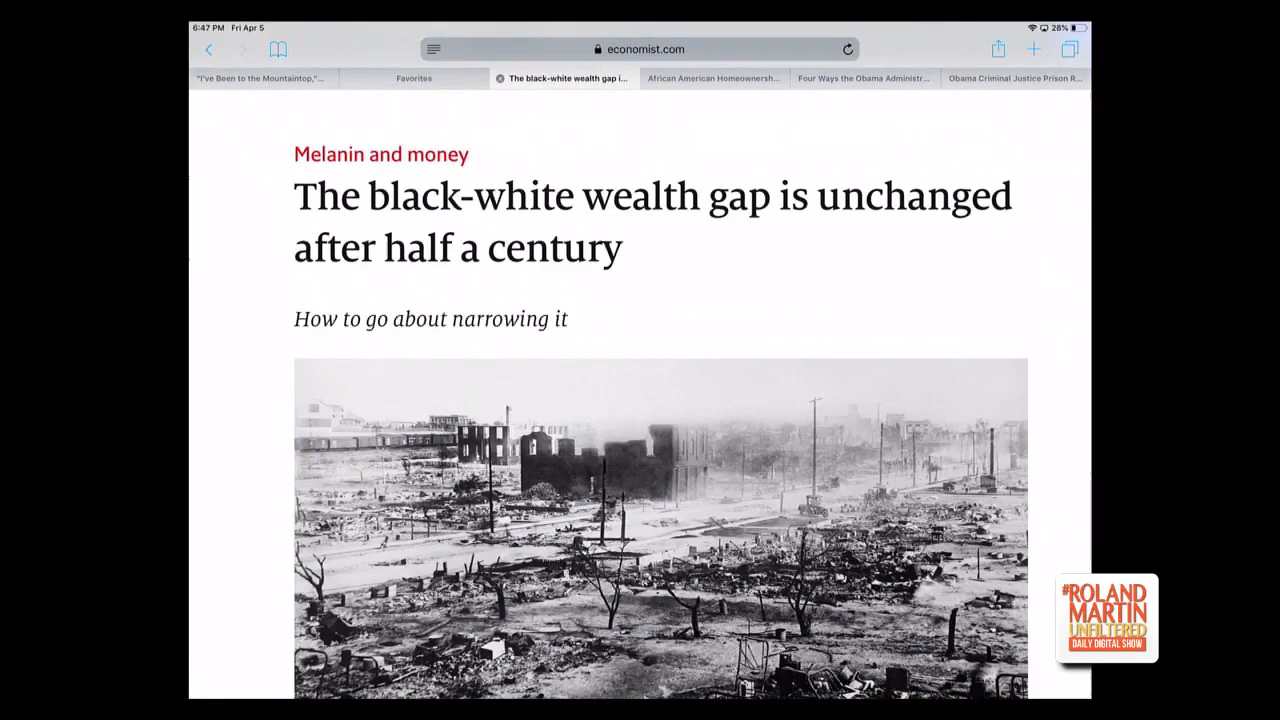 6:47 PM Fri Apr 5
28%
economist.com
"I've Been to the Mountaintop,"...
Favorites
The black-white wealth gap i...
African American Homeownersh...
Four Ways the Obama Administr...
Obama Criminal Justice Prison R...
Melanin and money
The black-white wealth gap is unchanged
after half a century
How to go about narrowing it
#ROLAND
MARTIN
UNFILTERED
DAILY DIGITAL SHOW